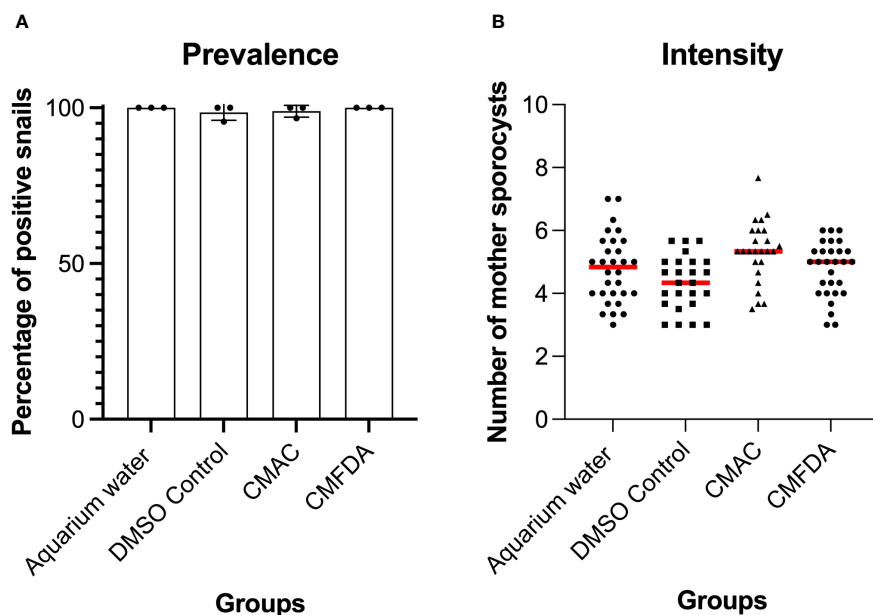 A
Prevalence
Percentage of positive snails
100
50
0
Aquarium water
DMSO Control
CMAC
CMFDA
Groups
B
Intensity
Number of mother sporocysts
10
8
6
4
2
0
Aquarium water
DMSO Control
CMAC
CMFDA
Groups